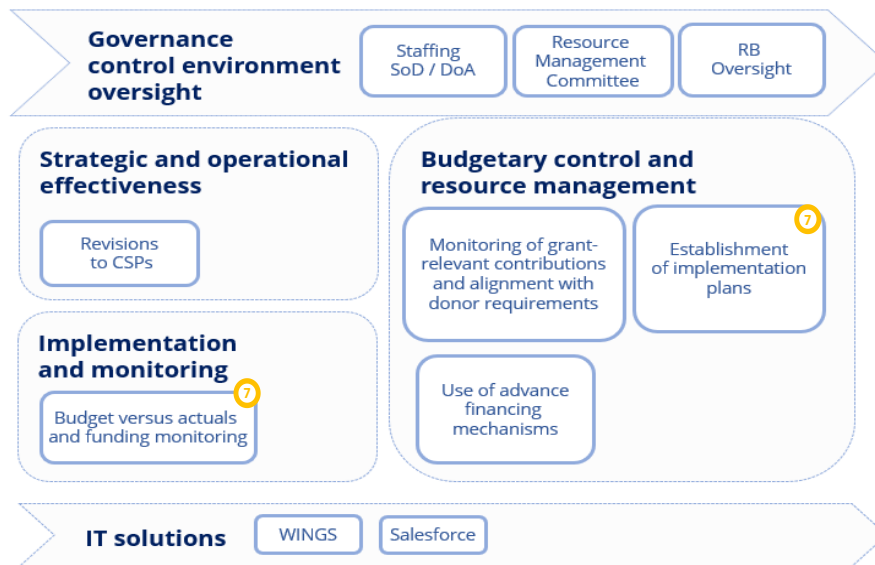 Governance
control environment
oversight
Staffing
SoD / DoA
Resource
Management
Committee
RB
Oversight
Strategic and operational
effectiveness
Revisions
to CSPs
Implementation
and monitoring
7
Budget versus actuals
and funding monitoring
Budgetary control and
resource management
Monitoring of grant-
relevant contributions
and alignment with
donor requirements
7
Establishment
of implementation
plans
Use of advance
financing
mechanisms
IT solutions
WINGS
Salesforce